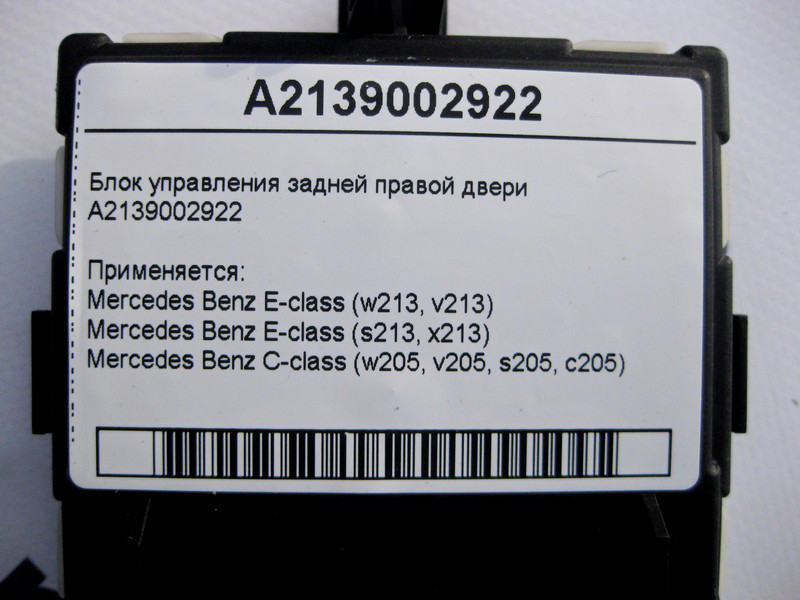 A2139002922
Блок управления задней правой двери
A2139002922
Применяется:
Mercedes Benz E-class (w213, v213)
Mercedes Benz E-class (s213, x213)
Mercedes Benz C-class (w205, v205, s205, c205)